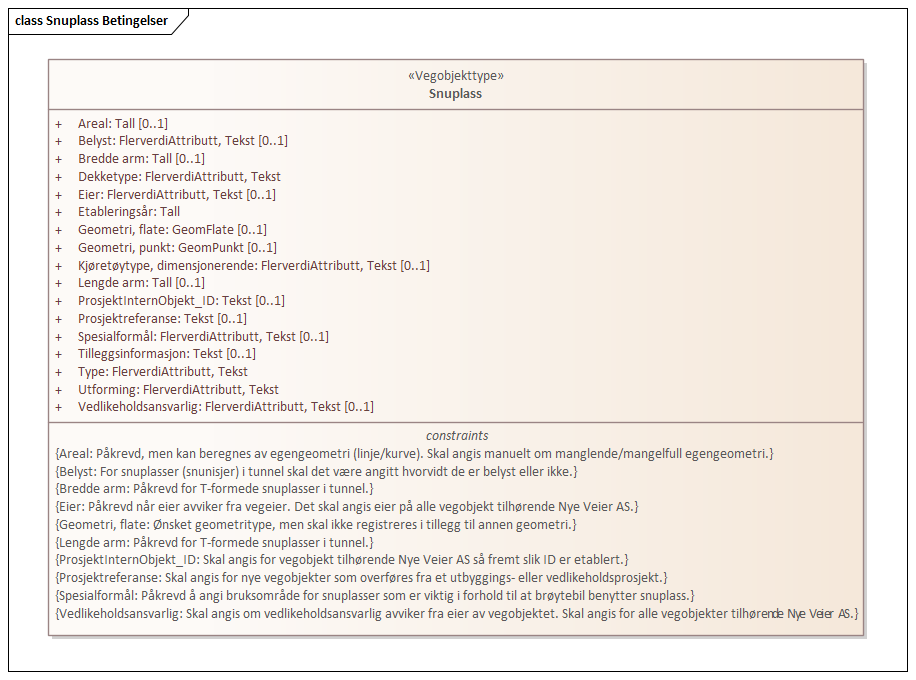 class Snuplass Betingelser
«Vegobjekttype»
Snuplass
+ Areal: Tall [0..1]
+ Belyst: FlerverdiAttributt, Tekst [0..1]
+ Bredde arm: Tall [0..1]
+ Dekketype: FlerverdiAttributt, Tekst
+ Eier: FlerverdiAttributt, Tekst [0..1]
+ Etableringsår: Tall
+ Geometri, flate: GeomFlate [0..1]
+ Geometri, punkt: GeomPunkt [0..1]
+ Kjøretøytype, dimensjonerende: FlerverdiAttributt, Tekst [0..1]
+ Lengde arm: Tall [0..1]
+ ProsjektInternObjekt_ID: Tekst [0..1]
+ Prosjektreferanse: Tekst [0..1]
+ Spesialformål: FlerverdiAttributt, Tekst [0..1]
+ Tilleggsinformasjon: Tekst [0..1]
+ Type: FlerverdiAttributt, Tekst
+ Utforming: FlerverdiAttributt, Tekst
+ Vedlikeholdsansvarlig: FlerverdiAttributt, Tekst [0..1]
constraints
{Areal: Påkrevd, men kan beregnes av egengeometri (linje/kurve). Skal angis manuelt om manglende/mangelfull egengeometri.}
{Belyst: For snuplasser (snunisjer) i tunnel skal det være angitt hvorvidt de er belyst eller ikke.}
{Bredde arm: Påkrevd for T-formede snuplasser i tunnel.}
{Eier: Påkrevd når eier avviker fra vegeier. Det skal angis eier på alle vegobjekt tilhørende Nye Veier AS.}
{Geometri, flate: Ønsket geometritype, men skal ikke registreres i tillegg til annen geometri.}
{Lengde arm: Påkrevd for T-formede snuplasser i tunnel.}
{ProsjektInternObjekt_ID: Skal angis for vegobjekt tilhørende Nye Veier AS så fremt slik ID er etablert.}
{Prosjektreferanse: Skal angis for nye vegobjekter som overføres fra et utbyggings- eller vedlikeholdsprosjekt.}
{Spesialformål: Påkrevd å angi bruksområde for snuplasser som er viktig i forhold til at brøytebil benytter snuplass.}
{Vedlikeholdsansvarlig: Skal angis om vedlikeholdsansvarlig avviker fra eier av vegobjektet. Skal angis for alle vegobjekter tilhørende Nye Veier AS.}